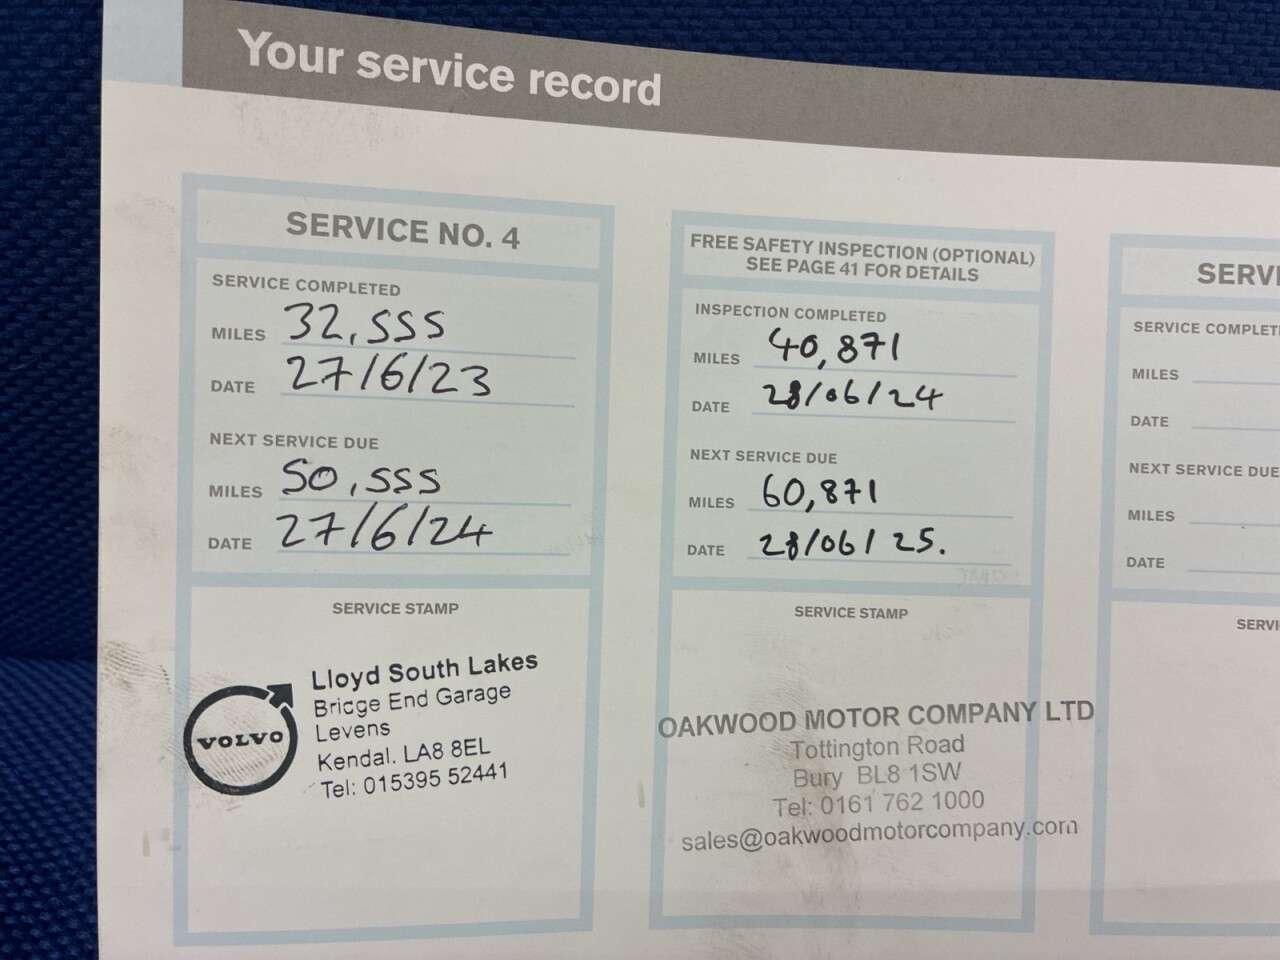 Your service record
SERVICE NO. 4
SERVICE COMPLETED
MILES 32,555
DATE 27/6/23
NEXT SERVICE DUE
MILES 50,555
DATE 27/6/24
SERVICE STAMP
VOLVO
Lloyd South Lakes
Bridge End Garage
Levens
Kendal. LA8 8EL
Tel: 015395 52441
FREE SAFETY INSPECTION (OPTIONAL)
SEE PAGE 41 FOR DETAILS
INSPECTION COMPLETED
MILES 40,871
DATE 28/06/24
NEXT SERVICE DUE
MILES 60,871
DATE 28/06/25.
SERVICE STAMP
OAKWOOD MOTOR COMPANY LTD
Tottington Road
Bury BL8 1SW
Tel: 0161 762 1000
sales@oakwoodmotorcompany.com
SERVI
SERVICE COMPLET
MILES
DATE
NEXT SERVICE DUE
MILES
DATE
SERVI